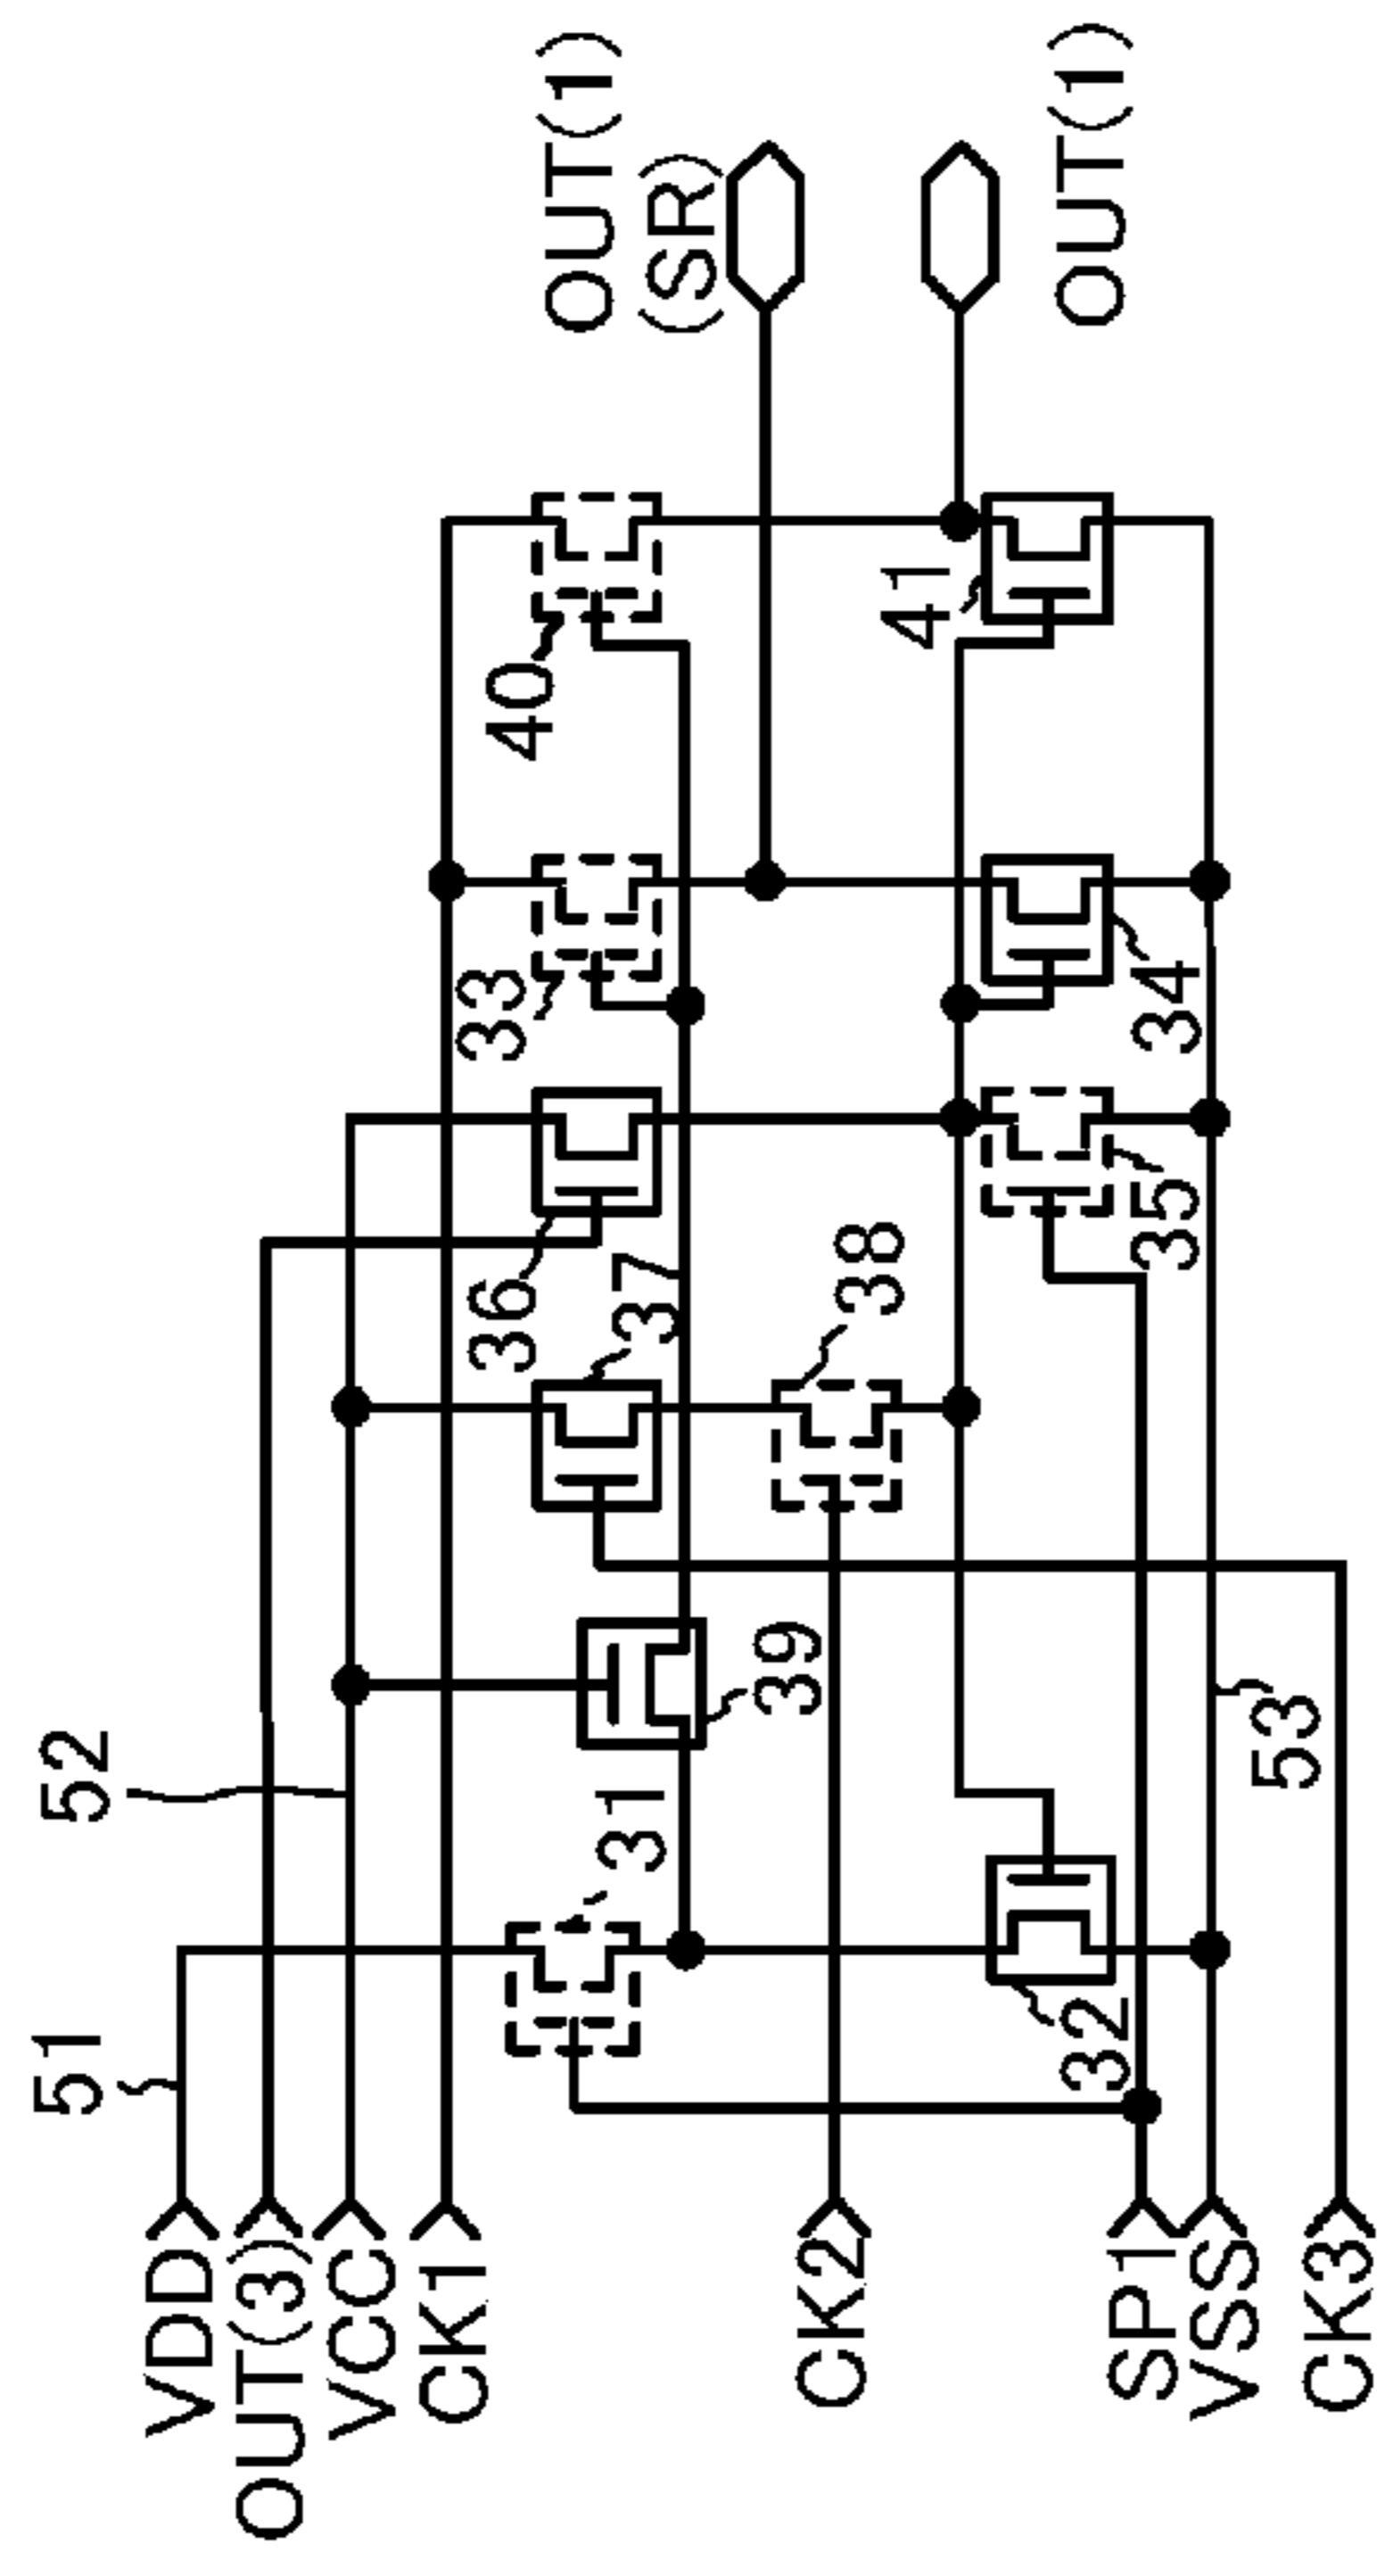 51
52
VDD
OUT(3)
VCC
CK1
CK2
SP1
VSS
CK3
31
32
39
53
37
38
36
35
33
34
40
41
OUT(1)
(SR)
OUT(1)